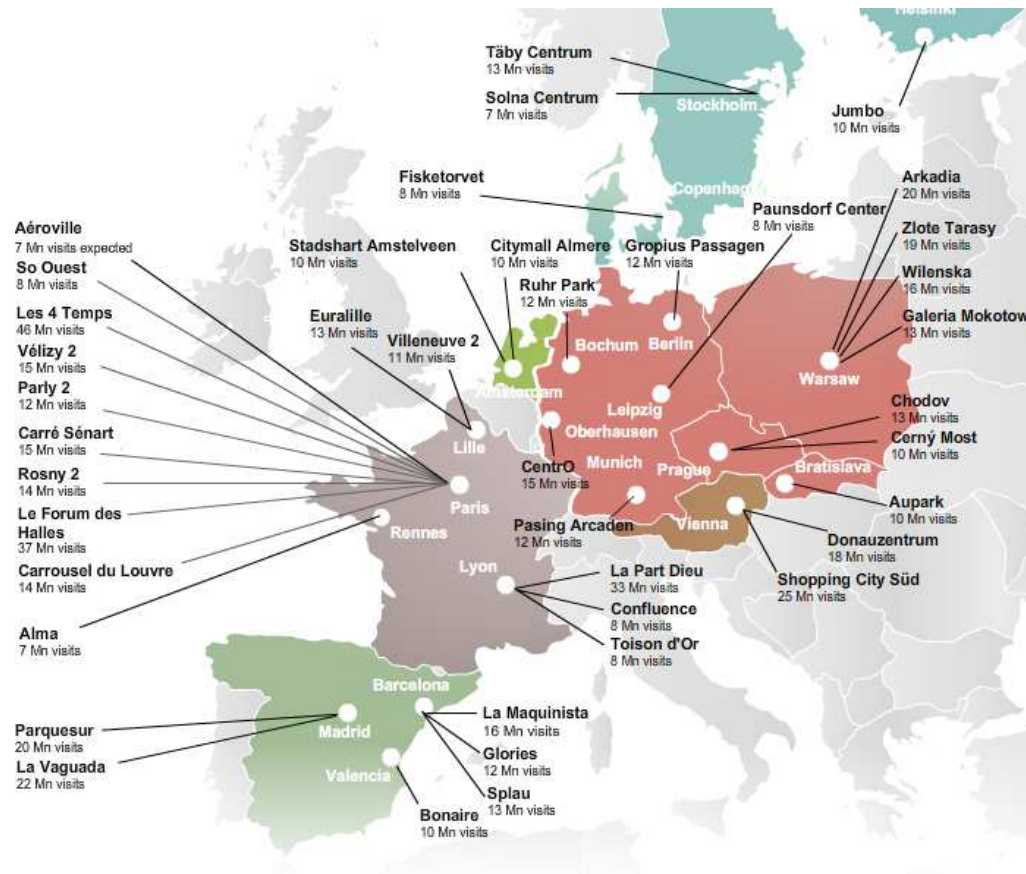 Helsinki
Täby Centrum
13 Mn visits
Solna Centrum
7 Mn visits
Stockholm
Jumbo
10 Mn visits
Fisketorvet
8 Mn visits
Paunsdorf Center
8 Mn visits
Arkadia
20 Mn visits
Zlote Tarasy
19 Mn visits
Wilenska
16 Mn visits
Galeria Mokotow
13 Mn visits
Aéroville
7 Mn visits expected
So Ouest
8 Mn visits
Les 4 Temps
46 Mn visits
Vélizy 2
15 Mn visits
Parly 2
12 Mn visits
Carré Sénart
15 Mn visits
Rosny 2
14 Mn visits
Le Forum des
Halles
37 Mn visits
Carrousel du Louvre
14 Mn visits
Alma
7 Mn visits
Stadshart Amstelveen
10 Mn visits
Citymall Almere
10 Mn visits
Gropius Passagen
12 Mn visits
Ruhr Park
12 Mn visits
Euralille
13 Mn visits
Villeneuve 2
11 Mn visits
Bochum
Berlin
Amsterdam
Warsaw
Leipzig
Oberhausen
Lille
Munich
Prague
Bratislava
Chodov
13 Mn visits
Cerný Most
10 Mn visits
CentrO
15 Mn visits
Paris
Rennes
Pasing Arcaden
12 Mn visits
Vienna
Aupark
10 Mn visits
Donauzentrum
18 Mn visits
Shopping City Süd
25 Mn visits
Lyon
La Part Dieu
33 Mn visits
Confluence
8 Mn visits
Toison d'Or
8 Mn visits
Barcelona
Madrid
Valencia
Parquesur
20 Mn visits
La Vaguada
22 Mn visits
La Maquinista
16 Mn visits
Glories
12 Mn visits
Splau
13 Mn visits
Bonaire
10 Mn visits